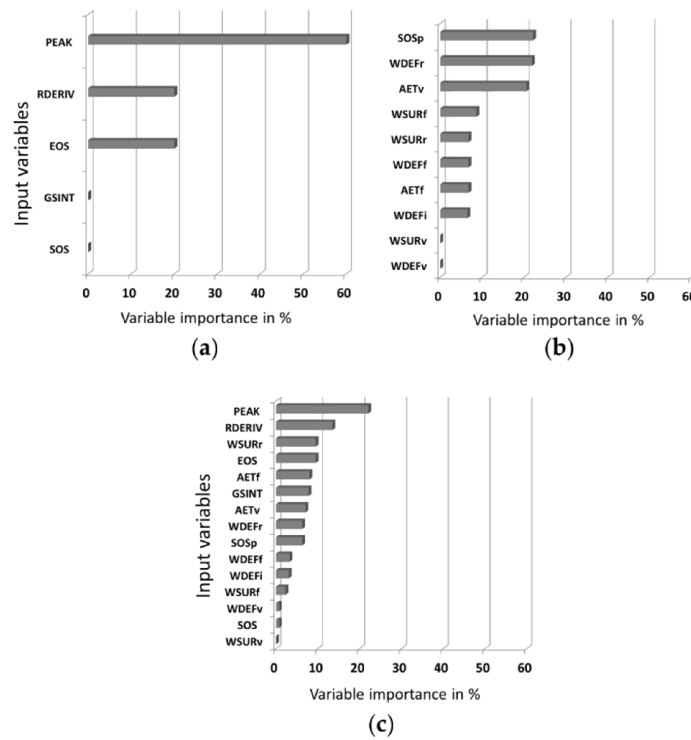 PEAK
RDERIV
EOS
GSINT
SOS
Input variables
0 10 20 30 40 50 60
Variable importance in %
(a)
SOSp
WDEFr
AETv
WSURf
WSURr
WDEFf
AETf
WDEFi
WSURv
WDEFv
0 10 20 30 40 50 60
Variable importance in %
(b)
PEAK
RDERIV
WSURr
EOS
AETf
GSINT
AETv
WDEFr
SOSp
WDEFf
WDEFi
WSURf
WDEFv
SOS
WSURv
Input variables
0 10 20 30 40 50 60
Variable importance in %
(c)